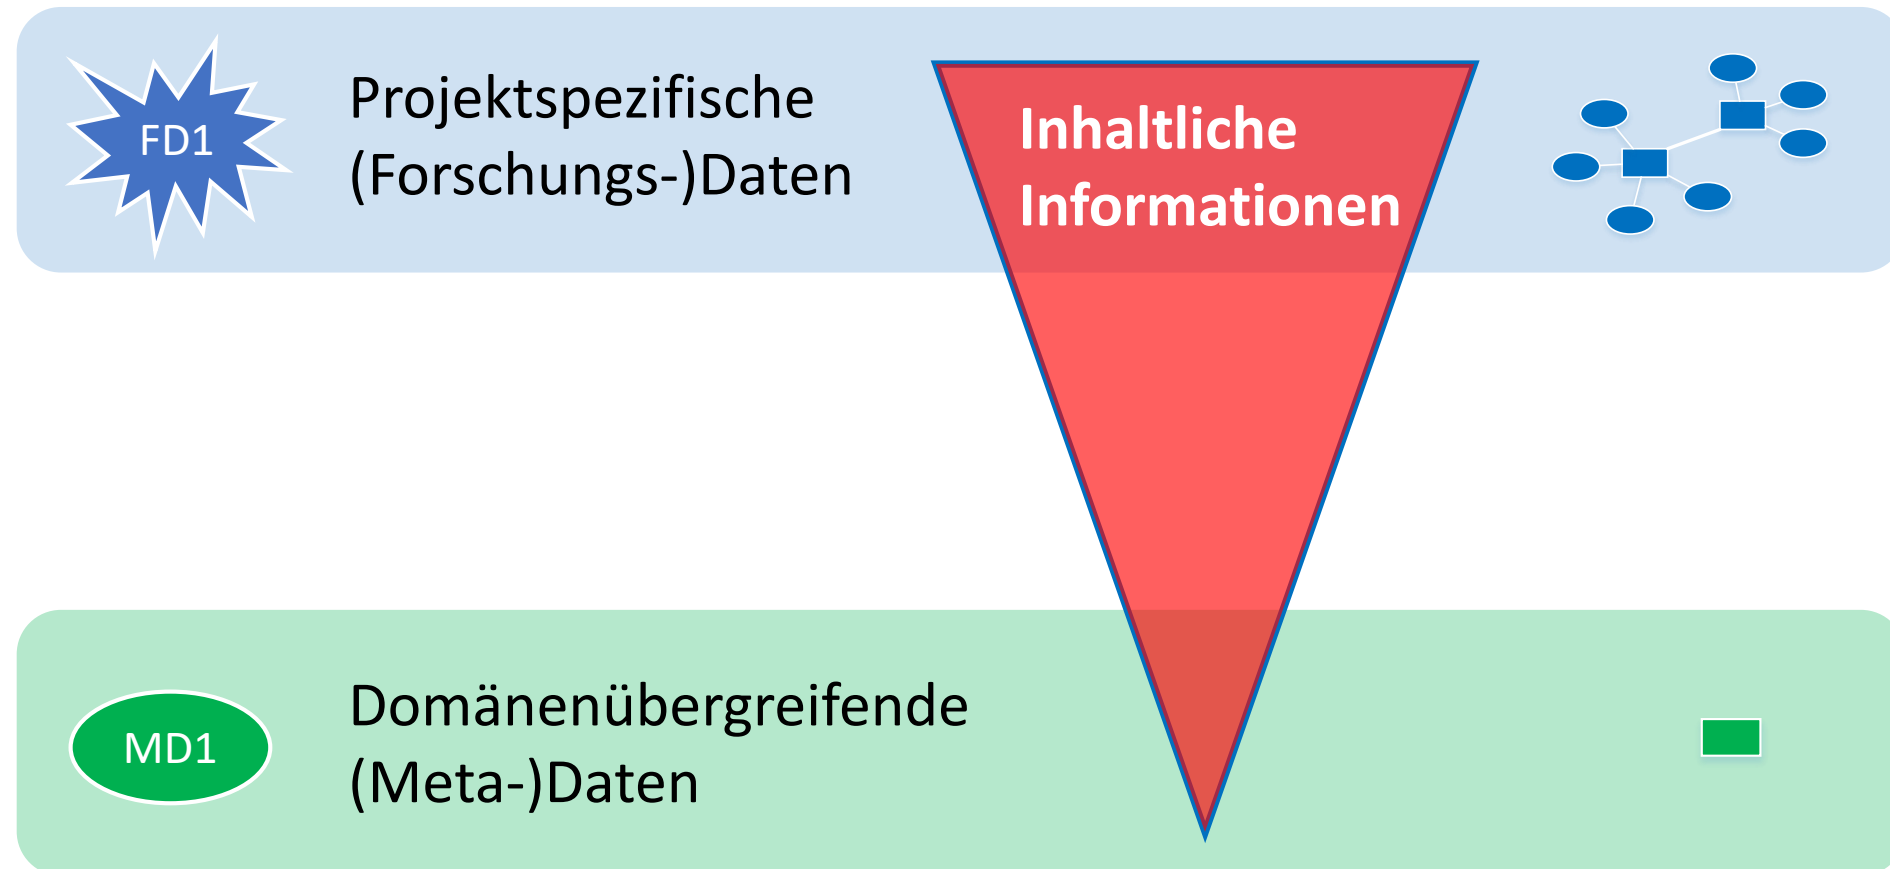 FD1
Projektspezifische
(Forschungs-)Daten
Inhaltliche
Informationen
MD1
Domänenübergreifende
(Meta-)Daten